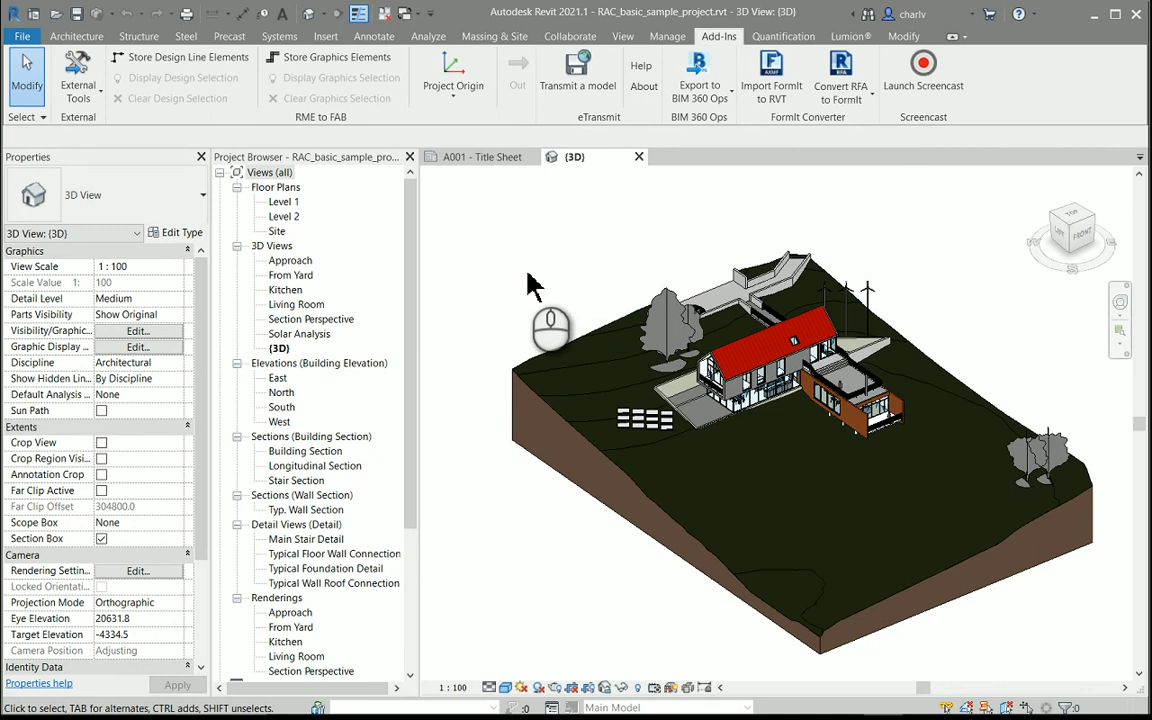 Autodesk Revit 2021.1 - RAC_basic_sample_project.rvt - 3D View: {3D}
charlv
File
Architecture
Structure
Steel
Precast
Systems
Insert
Annotate
Analyze
Massing & Site
Collaborate
View
Manage
Add-Ins
Quantification
Lumion®
Modify
Modify
Select
External
Tools
External
Store Design Line Elements
Display Design Selection
Clear Design Selection
Store Graphics Elements
Display Graphics Selection
Clear Graphics Selection
RME to FAB
Project Origin
Out
Transmit a model
eTransmit
Help
About
Export to
BIM 360 Ops
BIM 360 Ops
Import FormIt
to RVT
Convert RFA
to FormIt
FormIt Converter
Launch Screencast
Screencast
Properties
3D View
3D View: {3D}
Edit Type
Graphics
View Scale 1 : 100
Scale Value 1: 100
Detail Level Medium
Parts Visibility Show Original
Visibility/Graphic... Edit...
Graphic Display ... Edit...
Discipline Architectural
Show Hidden Lin... By Discipline
Default Analysis ... None
Sun Path
Extents
Crop View
Crop Region Visi...
Annotation Crop
Far Clip Active
Far Clip Offset 304800.0
Scope Box None
Section Box
Camera
Rendering Settin... Edit...
Locked Orientati...
Projection Mode Orthographic
Eye Elevation 20631.8
Target Elevation -4334.5
Camera Position Adjusting
Identity Data
Properties help
Apply
Project Browser - RAC_basic_sample_pro...
Views (all)
Floor Plans
Level 1
Level 2
Site
3D Views
Approach
From Yard
Kitchen
Living Room
Section Perspective
Solar Analysis
{3D}
Elevations (Building Elevation)
East
North
South
West
Sections (Building Section)
Building Section
Longitudinal Section
Stair Section
Sections (Wall Section)
Typ. Wall Section
Detail Views (Detail)
Main Stair Detail
Typical Floor Wall Connection
Typical Foundation Detail
Typical Wall Roof Connection
Renderings
Approach
From Yard
Kitchen
Living Room
Section Perspective
A001 - Title Sheet
{3D}
TOP
LEFT
FRONT
1 : 100
Click to select, TAB for alternates, CTRL adds, SHIFT unselects.
:0
Main Model
:0